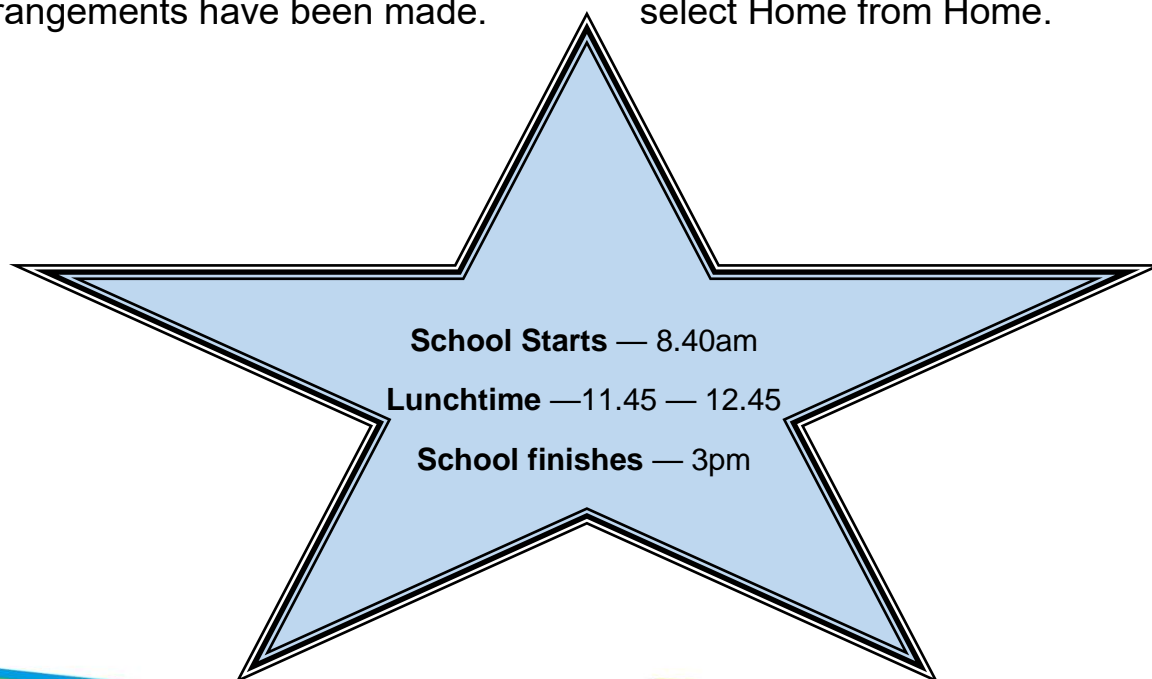 rangements have been made.
select Home from Home.
School Starts — 8.40am
Lunchtime —11.45 — 12.45
School finishes — 3pm